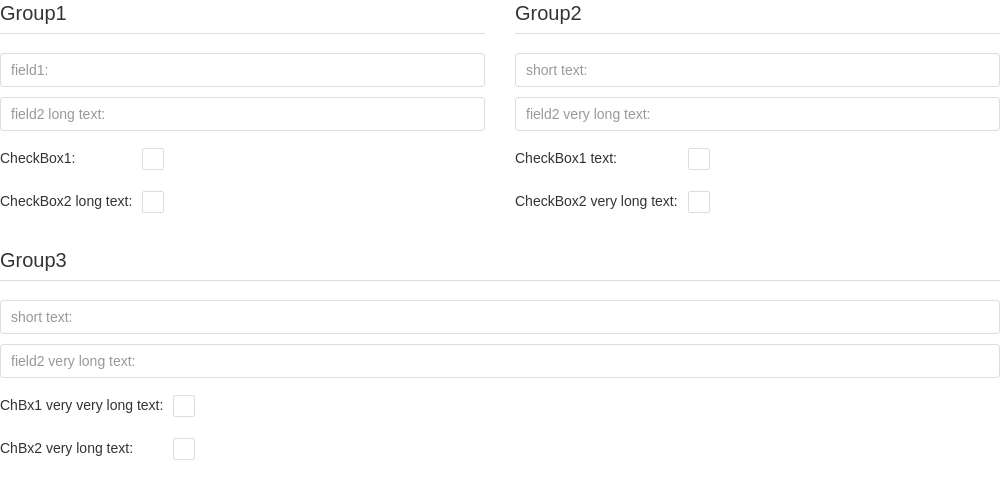 Group1
field1:
field2 long text:
CheckBox1:
CheckBox2 long text:
Group2
short text:
field2 very long text:
CheckBox1 text:
CheckBox2 very long text:
Group3
short text:
field2 very long text:
ChBx1 very very long text:
ChBx2 very long text: